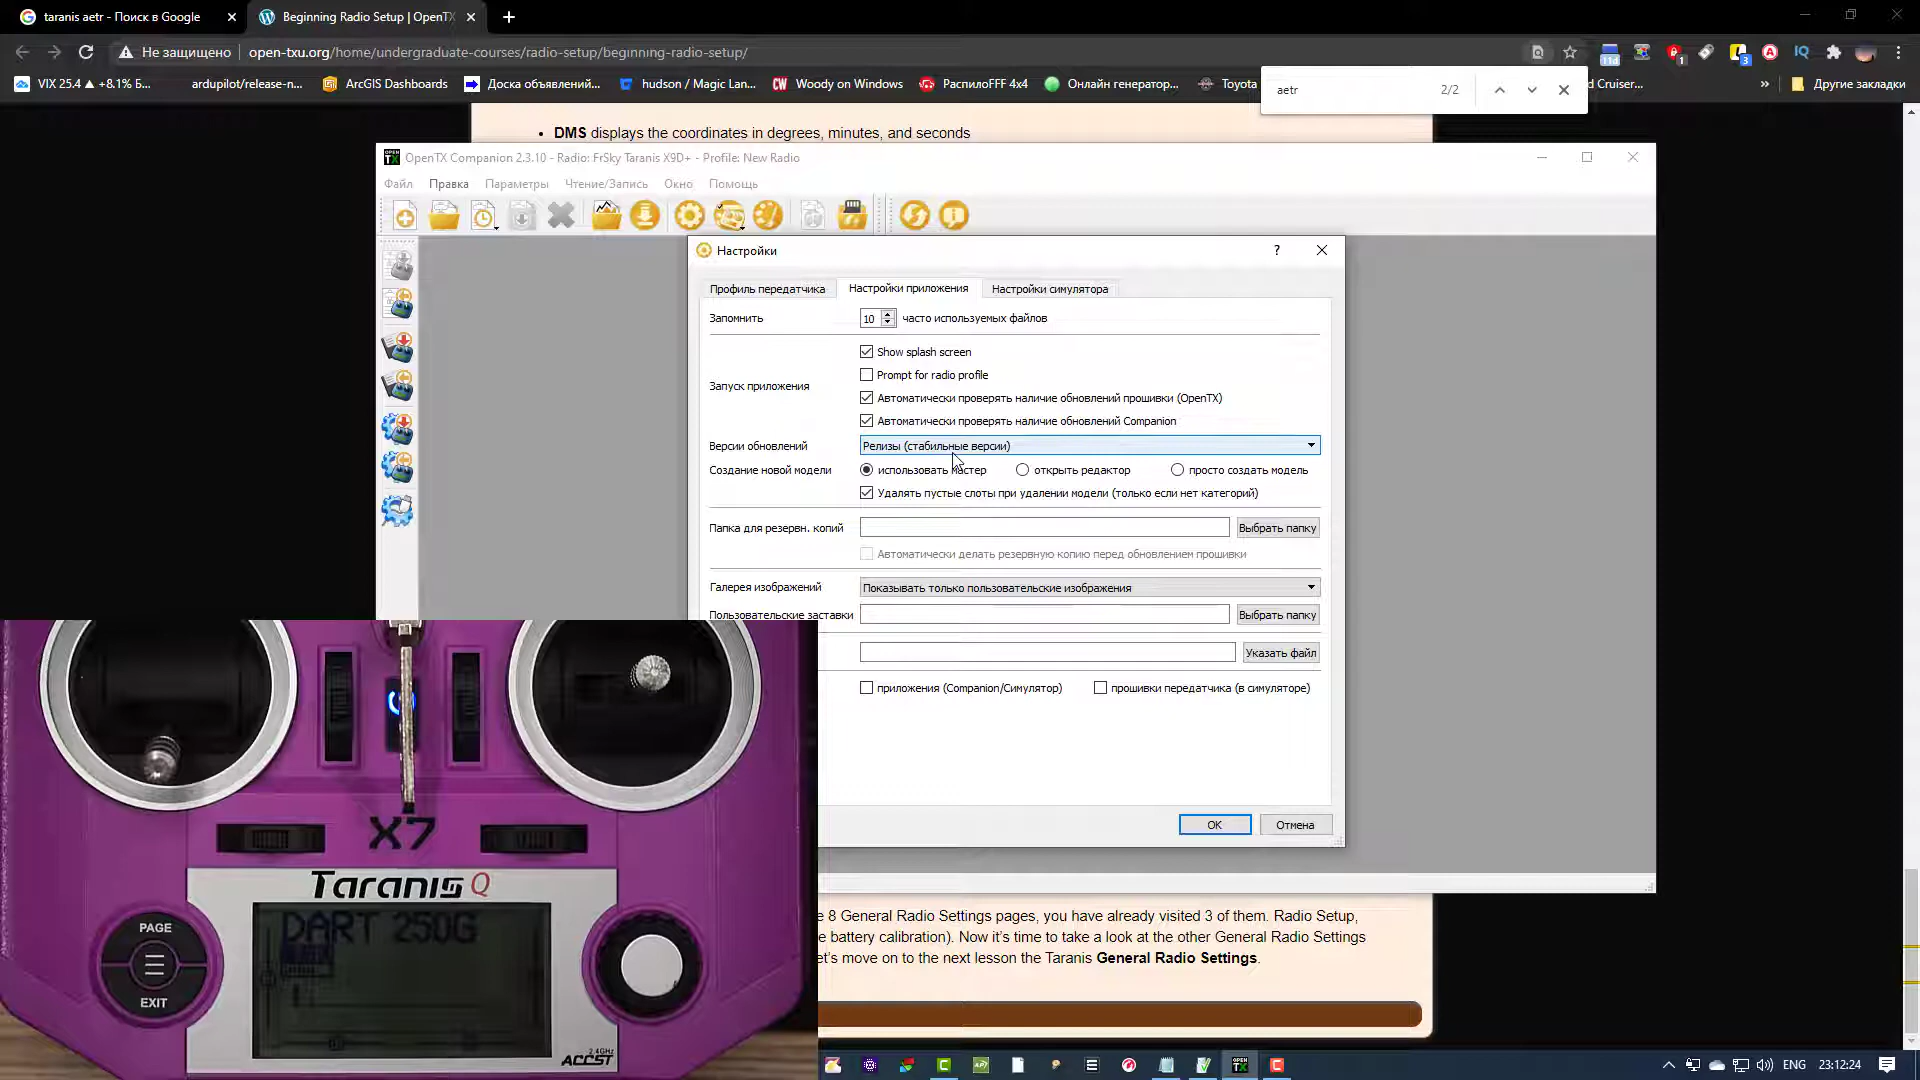 taranis aetr - Поиск в Google
Beginning Radio Setup | OpenTX
Не защищено
open-txu.org/home/undergraduate-courses/radio-setup/beginning-radio-setup/
11d
1
3
IQ
VIX 25.4 ▲ +8.1% Б...
ardupilot/release-n...
ArcGIS Dashboards
Доска объявлений...
hudson / Magic Lan...
Woody on Windows
РаспилоFFF 4x4
Онлайн генератор...
Toyota
d Cruiser...
»
Другие закладки
aetr
2/2
DMS displays the coordinates in degrees, minutes, and seconds
OpenTX Companion 2.3.10 - Radio: FrSky Taranis X9D+ - Profile: New Radio
Файл Правка Параметры Чтение/Запись Окно Помощь
Настройки
?
Профиль передатчика Настройки приложения Настройки симулятора
Запомнить 10 часто используемых файлов
Show splash screen
Prompt for radio profile
Запуск приложения
Автоматически проверять наличие обновлений прошивки (OpenTX)
Автоматически проверять наличие обновлений Companion
Версии обновлений Релизы (стабильные версии)
Создание новой модели использовать мастер открыть редактор просто создать модель
Удалять пустые слоты при удалении модели (только если нет категорий)
Папка для резервн. копий Выбрать папку
Автоматически делать резервную копию перед обновлением прошивки
Галерея изображений Показывать только пользовательские изображения
Пользовательские заставки Выбрать папку
Указать файл
приложения (Companion/Симулятор) прошивки передатчика (в симуляторе)
OK Отмена
X7
Taranis Q
PAGE
EXIT
DART 250G
ACCST
2.4GHz
e 8 General Radio Settings pages, you have already visited 3 of them. Radio Setup,
e battery calibration). Now it's time to take a look at the other General Radio Settings
et's move on to the next lesson the Taranis General Radio Settings.
ENG 23:12:24